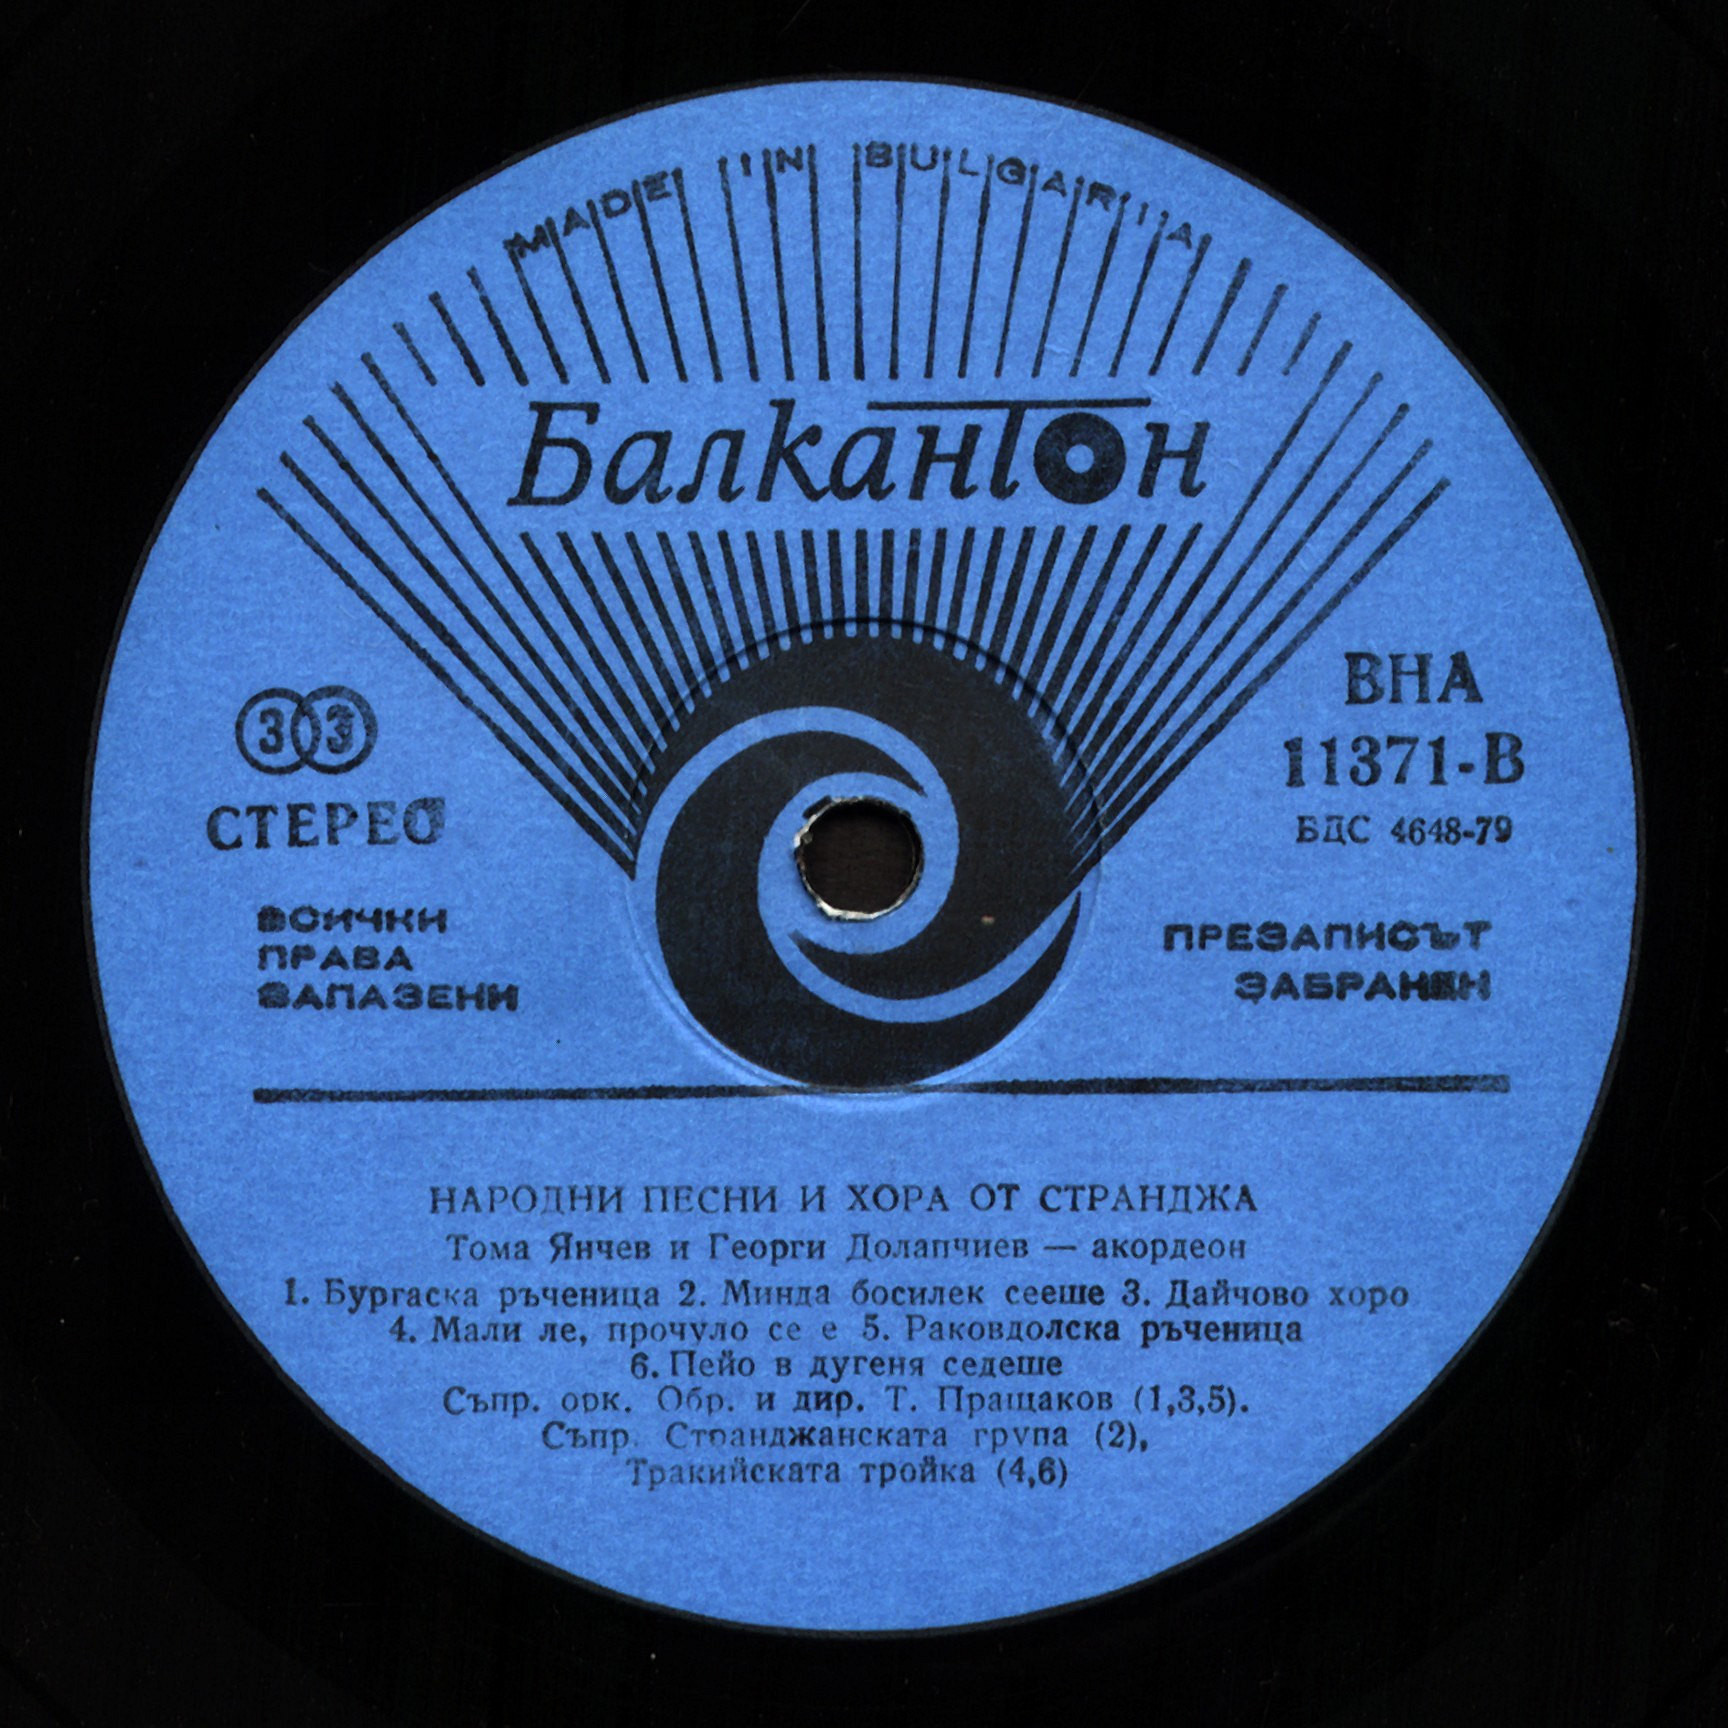 MADE IN BULGARIA
Балкантон
33
СТЕРЕО
ВСИЧКИ
ПРАВА
ЗАПАЗЕНИ
ВНА
11371-В
БДС 4648-79
ПРЕЗАПИСЪТ
ЗАБРАНЕН
НАРОДНИ ПЕСНИ И ХОРА ОТ СТРАНДЖА
Тома Янчев и Георги Долапчиев — акордеон
1. Бургаска ръченица 2. Минда босилек сееше 3. Дайчово хоро
4. Мали ле, прочуло се е 5. Раковдолска ръченица
6. Пейо в дугеня седеше
Съпр. орк. Обр. и дир. Т. Пращаков (1,3,5).
Съпр. Странджанската група (2),
Тракийската тройка (4,6)